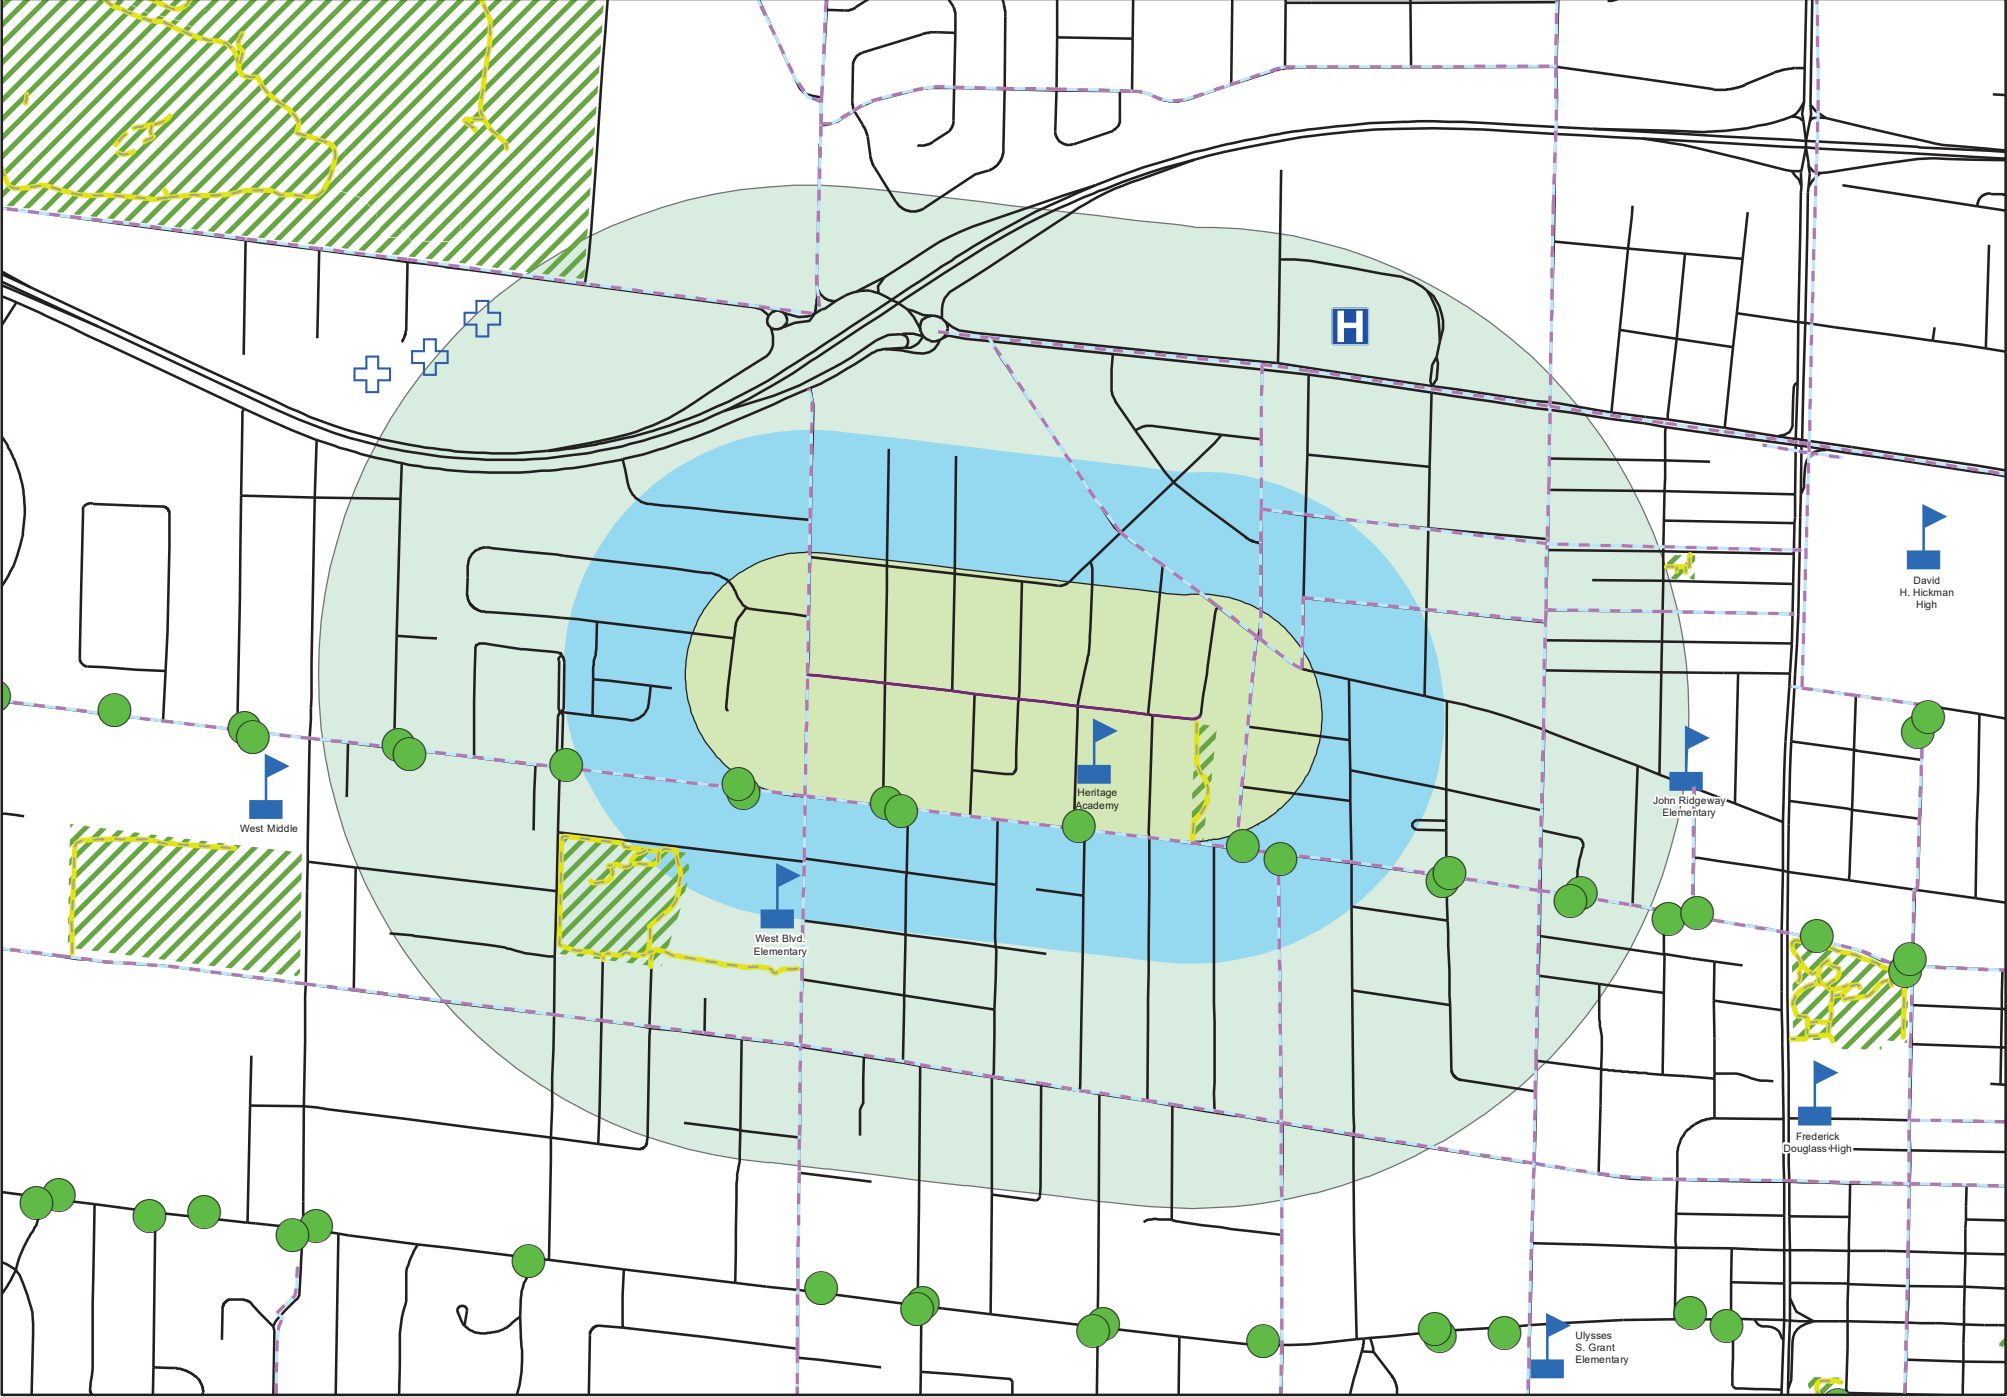 H
David
H. Hickman
High
Heritage
Academy
John Ridgeway
Elementary
West Middle
West Blvd.
Elementary
Frederick
Douglass High
Ulysses
S. Grant
Elementary